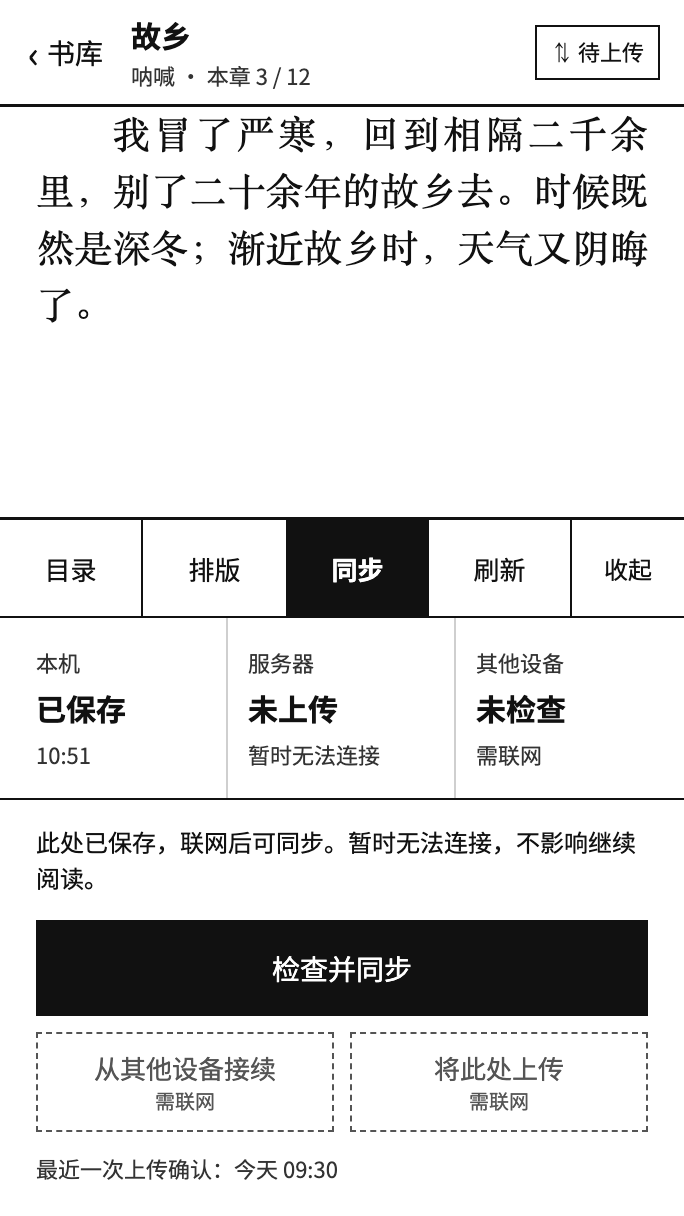 ‹ 书库
故乡
呐喊 · 本章 3 / 12
⇅ 待上传
我冒了严寒，回到相隔二千余
里，别了二十余年的故乡去。时候既
然是深冬；渐近故乡时，天气又阴晦
了。
目录
排版
同步
刷新
收起
本机
已保存
10:51
服务器
未上传
暂时无法连接
其他设备
未检查
需联网
此处已保存，联网后可同步。暂时无法连接，不影响继续
阅读。
检查并同步
从其他设备接续
需联网
将此处上传
需联网
最近一次上传确认：今天 09:30